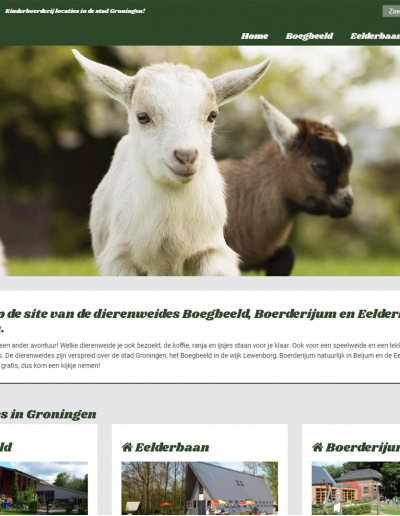 Kinderboerderij locaties in de stad Groningen!
Zoe
Home Boegbeeld Eelderbaan
de site van de dierenweides Boegbeeld, Boerderijum en Eelder
een ander avontuur! Welke dierenweide je ook bezoekt, de koffie, ranja en ijsjes staan voor je klaar. Ook voor een speelweide en een lekk
s. De dierenweides zijn verspreid over de stad Groningen, het Boegbeeld in de wijk Lewenborg, Boerderijum natuurlijk in Beijum en de Ee
gratis, dus kom een kijkje nemen!
s in Groningen
ld
Eelderbaan
Boerderijum